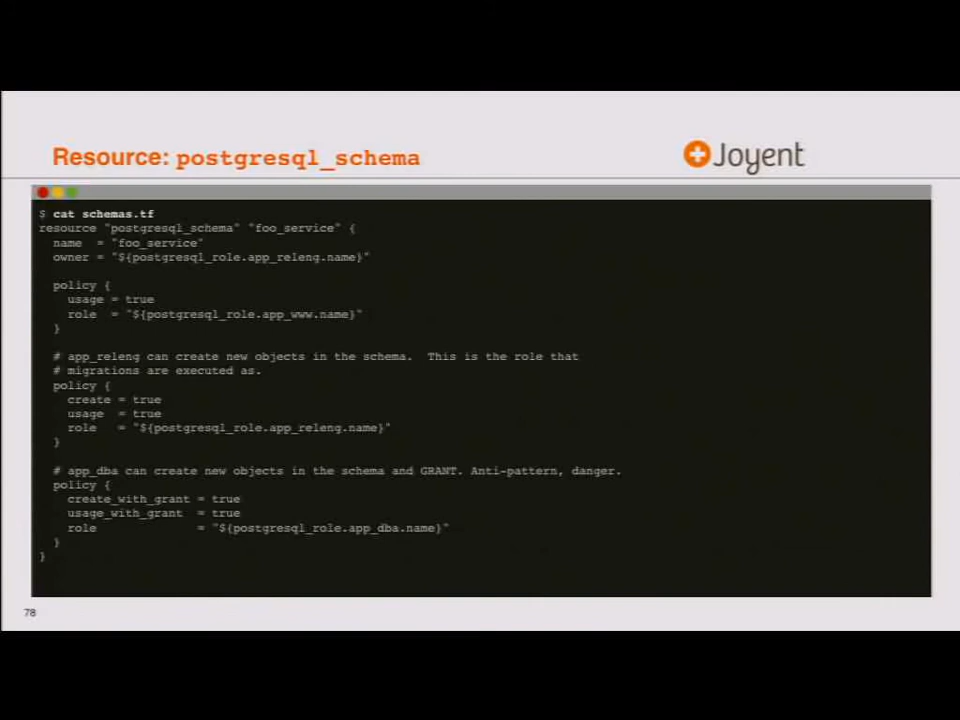 Resource: postgresql_schema
Joyent
$ cat schemas.tf
resource "postgresql_schema" "foo_service" {
  name  = "foo_service"
  owner = "${postgresql_role.app_releng.name}"

  policy {
    usage = true
    role  = "${postgresql_role.app_www.name}"
  }

  # app_releng can create new objects in the schema.  This is the role that
  # migrations are executed as.
  policy {
    create = true
    usage  = true
    role   = "${postgresql_role.app_releng.name}"
  }

  # app_dba can create new objects in the schema and GRANT. Anti-pattern, danger.
  policy {
    create_with_grant = true
    usage_with_grant  = true
    role              = "${postgresql_role.app_dba.name}"
  }
}
78